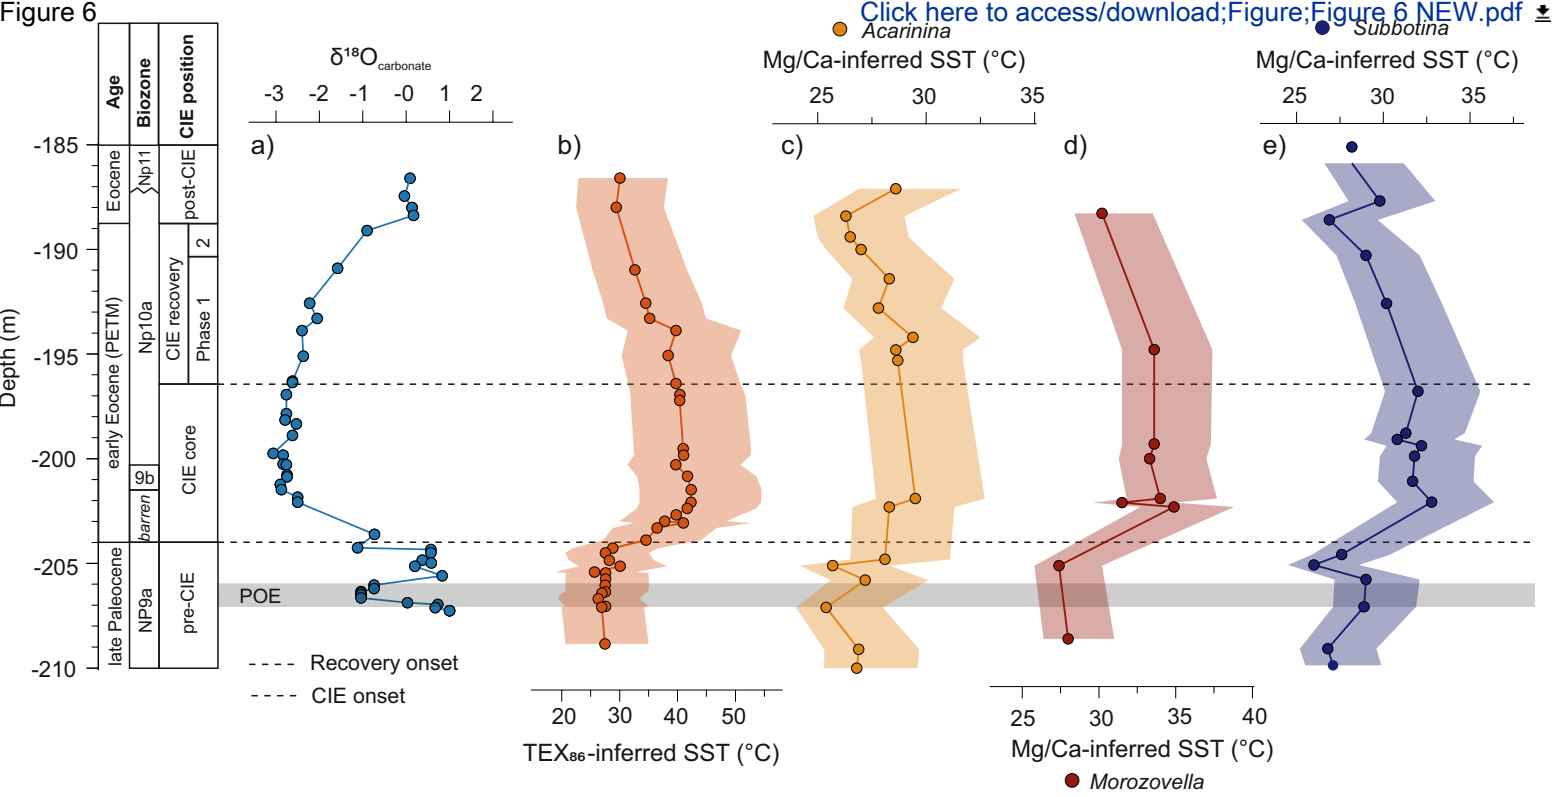 Figure 6
Click here to access/download;Figure;Figure 6 NEW.pdf
Acarinina
Subbotina
Mg/Ca-inferred SST (°C)
Mg/Ca-inferred SST (°C)
δ¹⁸Ocarbonate
-3 -2 -1 -0 1 2
25 30 35
25 30 35
Age
Biozone
CIE position
a)
b)
c)
d)
e)
Depth (m)
-185
-190
-195
-200
-205
-210
Eocene
early Eocene (PETM)
late Paleocene
Np11
Np10a
9b
barren
NP9a
post-CIE
CIE recovery
2
Phase 1
CIE core
pre-CIE
POE
Recovery onset
CIE onset
20 30 40 50
TEX₈₆-inferred SST (°C)
25 30 35 40
Mg/Ca-inferred SST (°C)
Morozovella